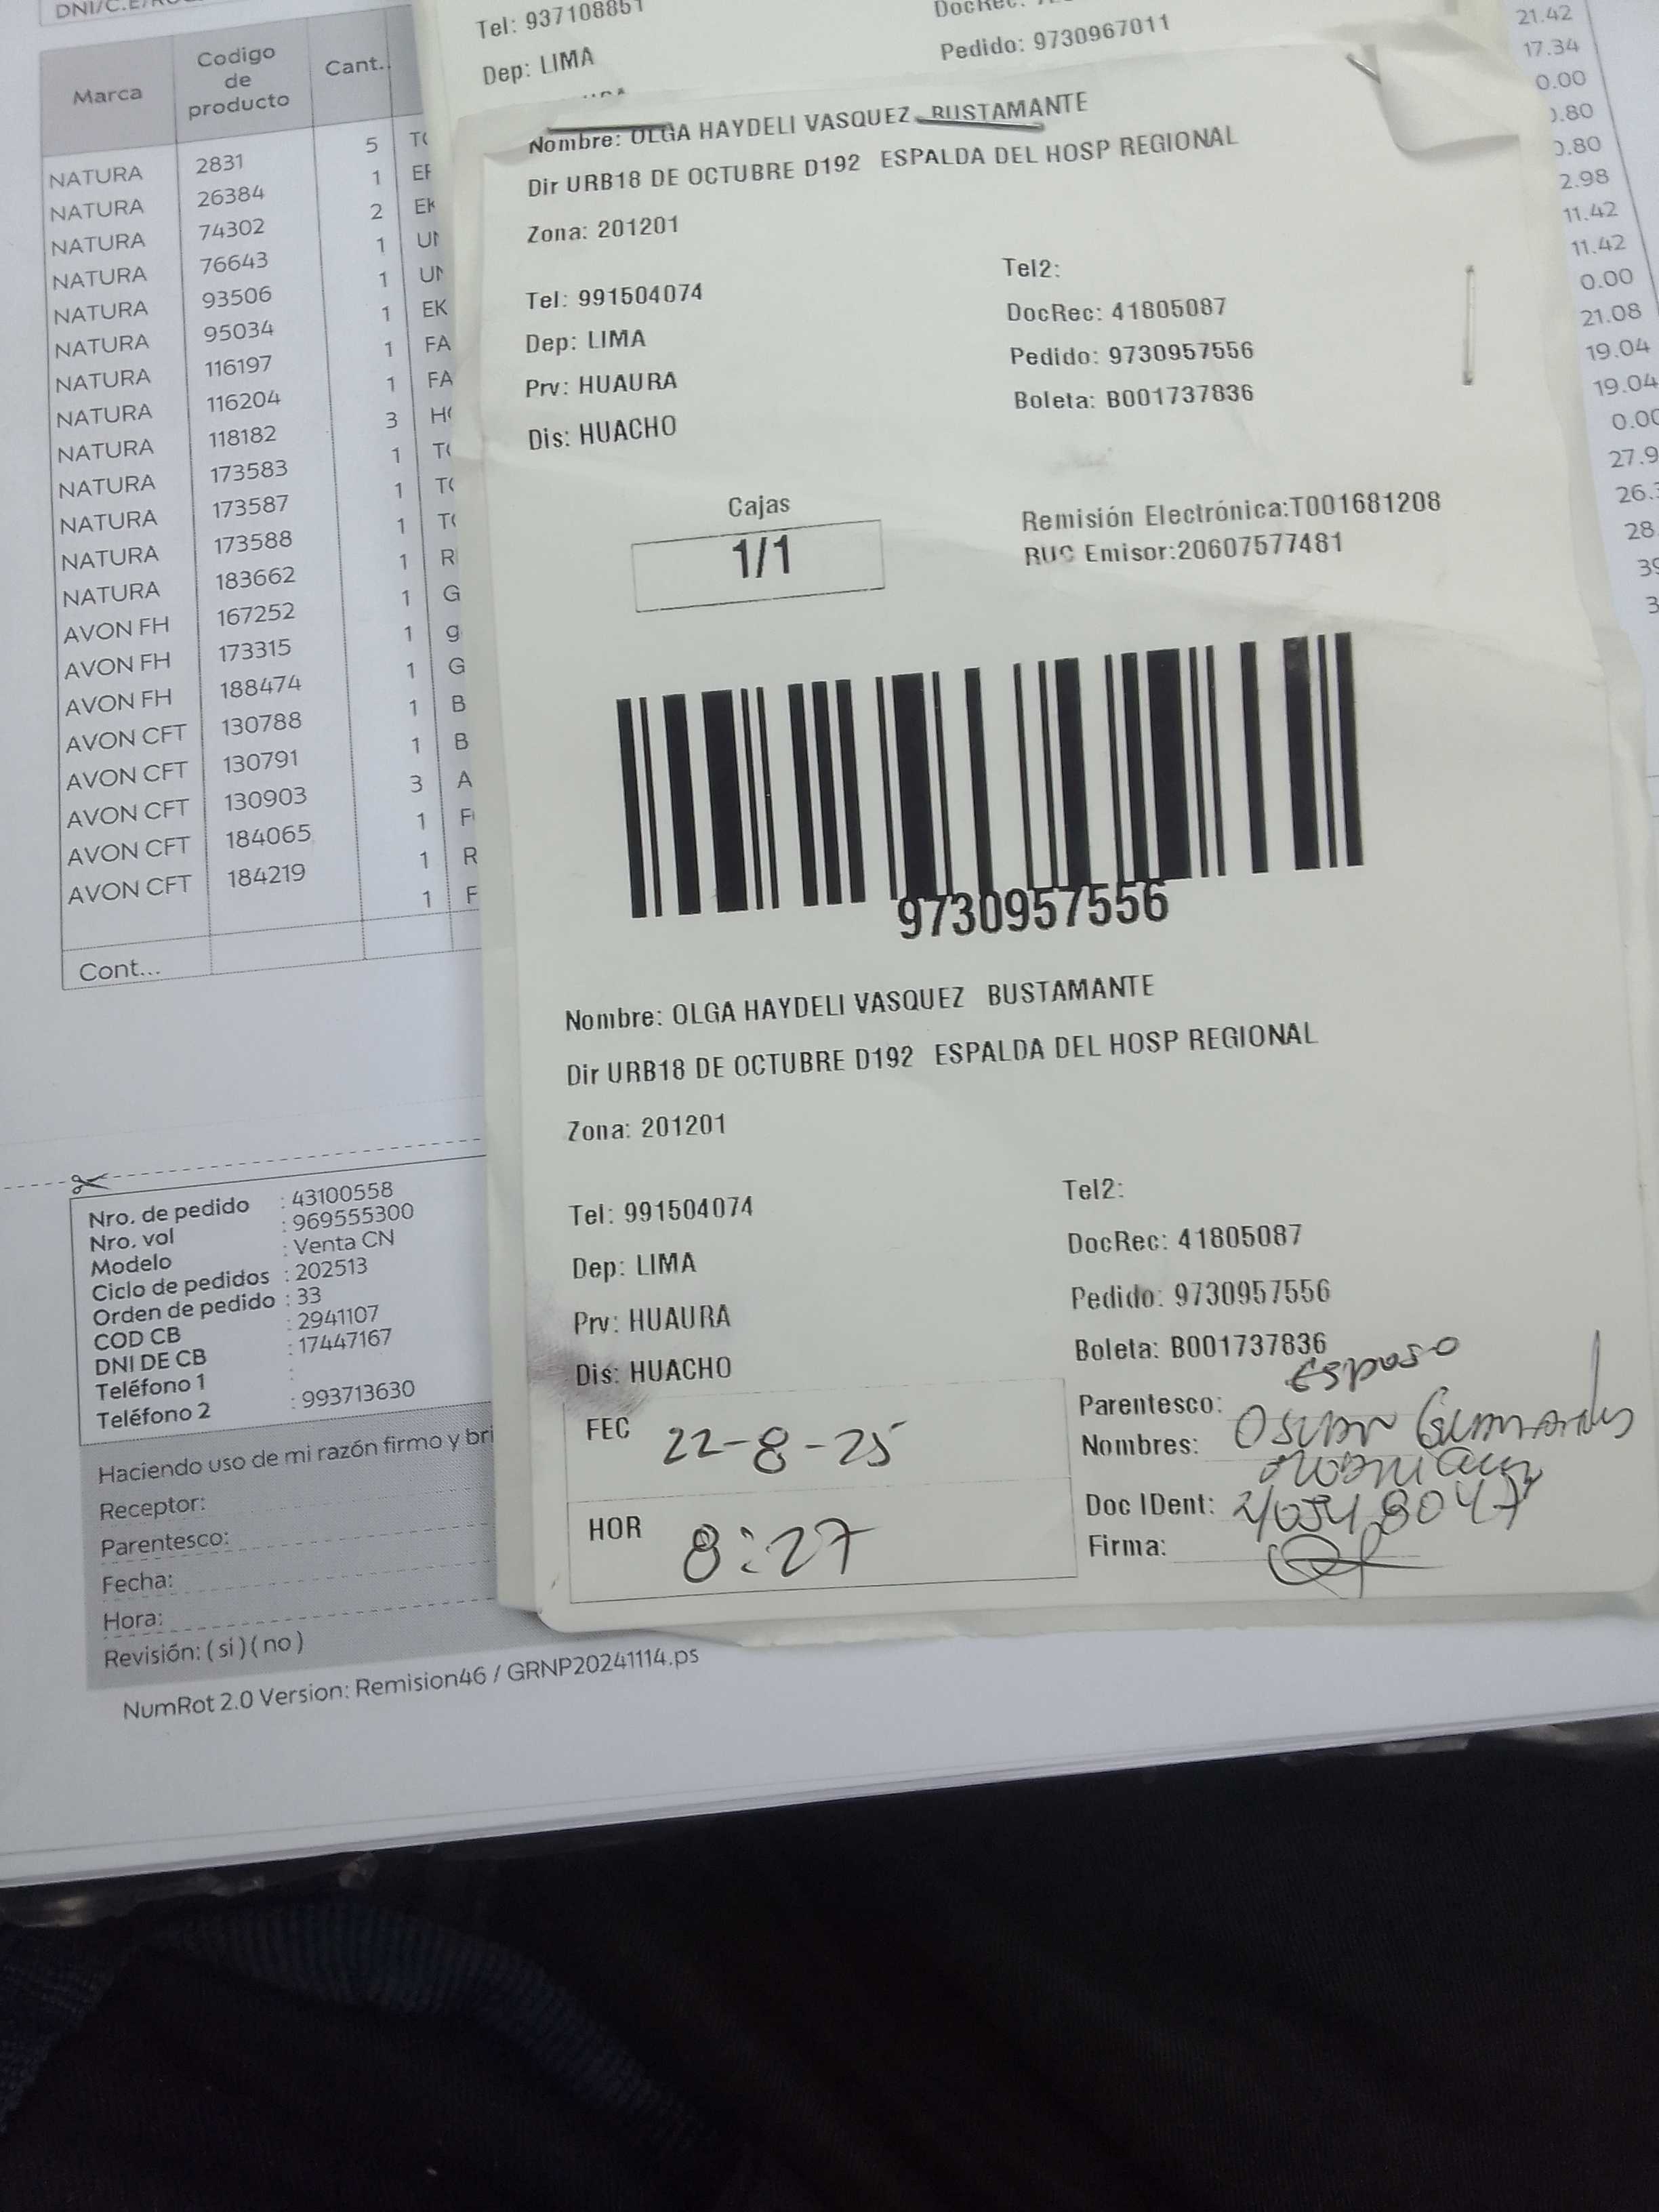 Tel: 937108851
Dep: LIMA
Pedido: 9730967011
Marca
Codigo
de
producto
Cant.
NATURA 2831 5
NATURA 26384 1
NATURA 74302 2
NATURA 76643 1
NATURA 93506 1
NATURA 95034 1
NATURA 116197 1
NATURA 116204 1
NATURA 118182 3
NATURA 173583 1
NATURA 173587 1
NATURA 173588 1
NATURA 183662 1
AVON FH 167252 1
AVON FH 173315 1
AVON FH 188474 1
AVON CFT 130788 1
AVON CFT 130791 1
AVON CFT 130903 3
AVON CFT 184065 1
AVON CFT 184219 1
1
Cont...
21.42
17.34
0.00
2.98
11.42
11.42
0.00
21.08
19.04
19.04
Nombre: OLGA HAYDELI VASQUEZ BUSTAMANTE
Dir URB18 DE OCTUBRE D192 ESPALDA DEL HOSP REGIONAL
Zona: 201201
Tel: 991504074 Tel2:
Dep: LIMA DocRec: 41805087
Prv: HUAURA Pedido: 9730957556
Dis: HUACHO Boleta: B001737836
Cajas
1/1
Remisión Electrónica:T001681208
RUC Emisor:20607577481
9730957556
Nombre: OLGA HAYDELI VASQUEZ BUSTAMANTE
Dir URB18 DE OCTUBRE D192 ESPALDA DEL HOSP REGIONAL
Zona: 201201
Tel: 991504074 Tel2:
Dep: LIMA DocRec: 41805087
Prv: HUAURA Pedido: 9730957556
Dis: HUACHO Boleta: B001737836
FEC 22-8-25
HOR 8:27
Parentesco: Esposo
Nombres:
Doc IDent:
Firma:
Nro. de pedido : 43100558
Nro. vol : 969555300
Modelo : Venta CN
Ciclo de pedidos : 202513
Orden de pedido : 33
COD CB : 2941107
DNI DE CB : 17447167
Teléfono 1 :
Teléfono 2 : 993713630
Haciendo uso de mi razón firmo y bri
Receptor:
Parentesco:
Fecha:
Hora:
Revisión: ( si ) ( no )
NumRot 2.0 Version: Remision46 / GRNP20241114.ps